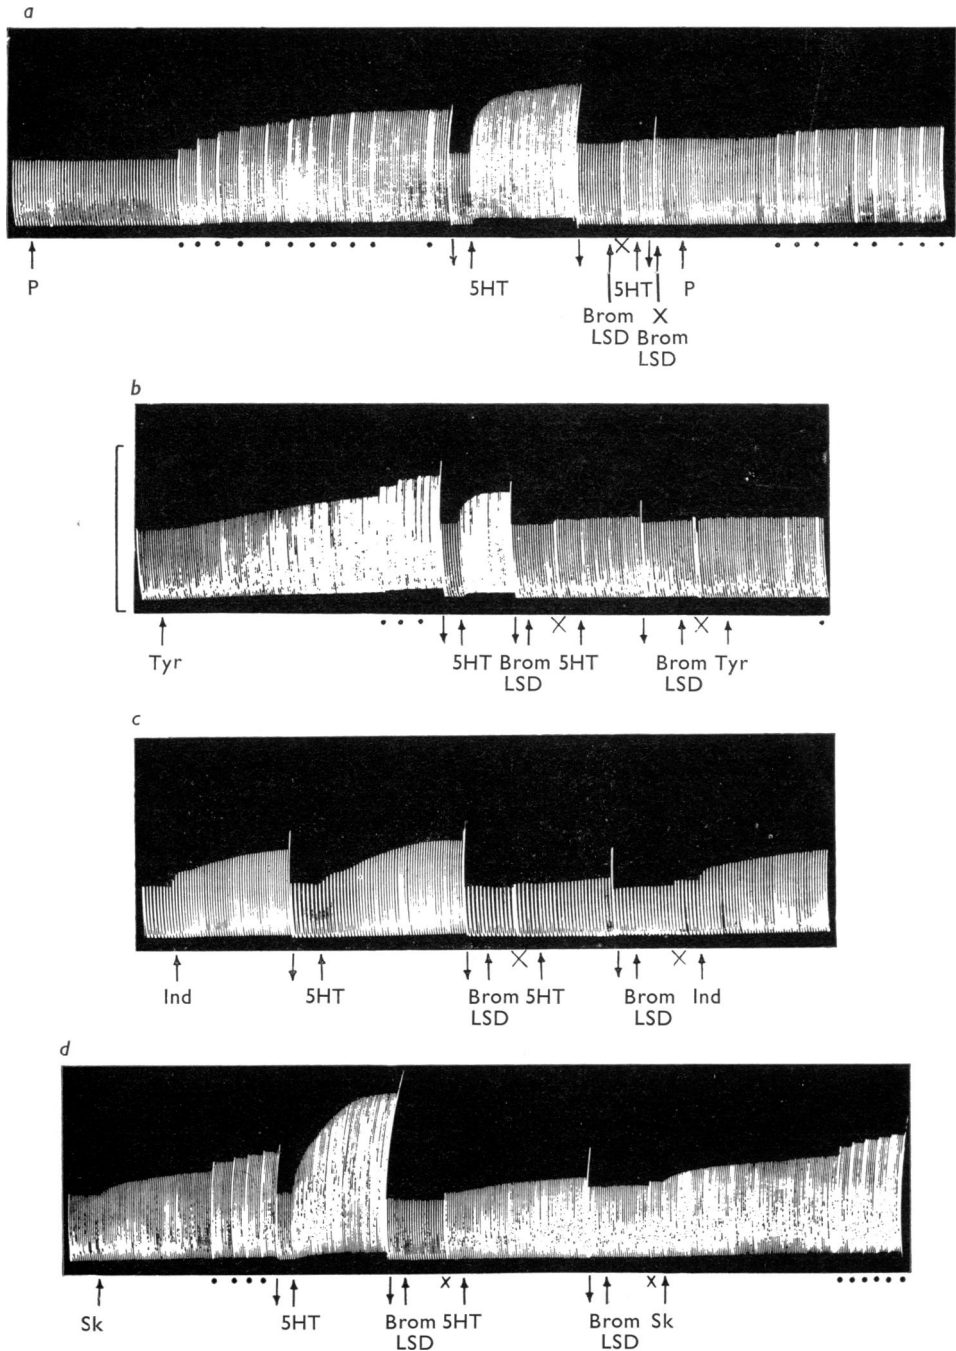 a
P 5HT 5HT P
Brom X
LSD Brom
LSD
b
X X
Tyr 5HT Brom 5HT Brom Tyr
LSD LSD
c
X X
Ind 5HT Brom 5HT Brom Ind
LSD LSD
d
x x
Sk 5HT Brom 5HT Brom Sk
LSD LSD